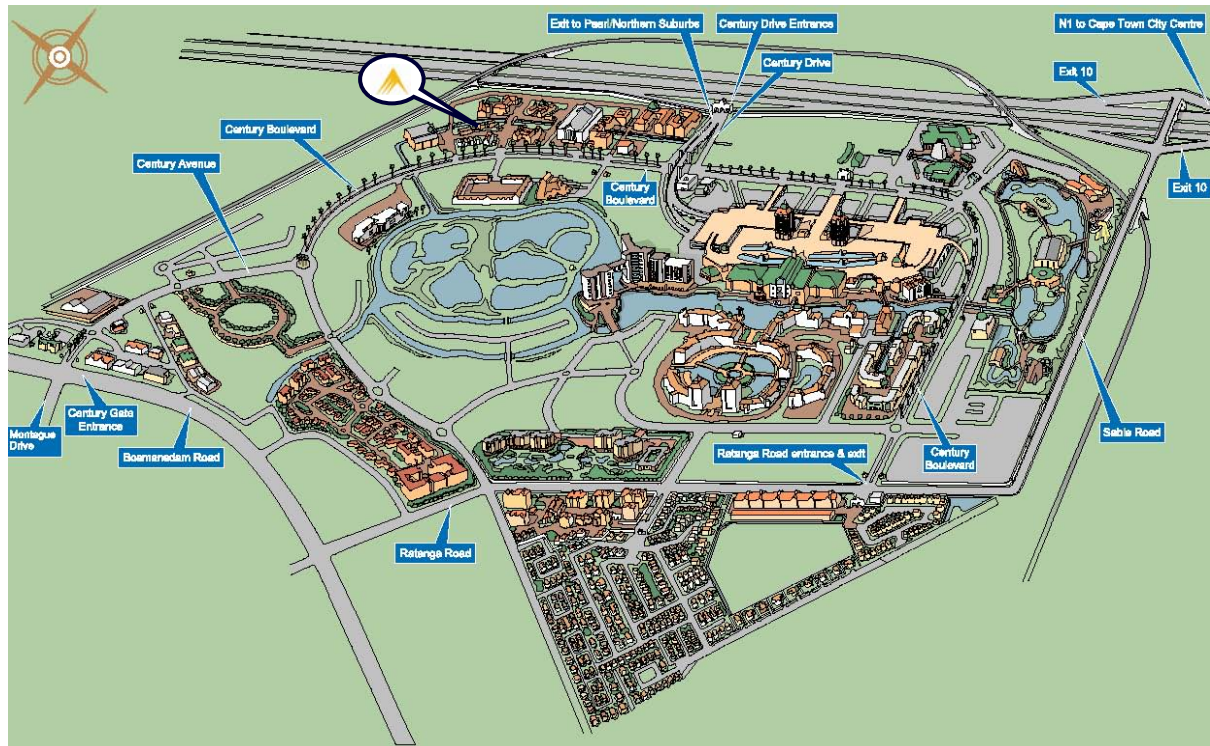 Exit to Paarl/Northern Suburbs
Century Drive Entrance
N1 to Cape Town City Centre
Century Drive
Exit 10
Century Boulevard
Century Avenue
Century
Boulevard
Exit 10
Century Gate
Entrance
Montague
Drive
Boemanadam Road
Ratanga Road entrance & exit
Century
Boulevard
Sable Road
Ratanga Road